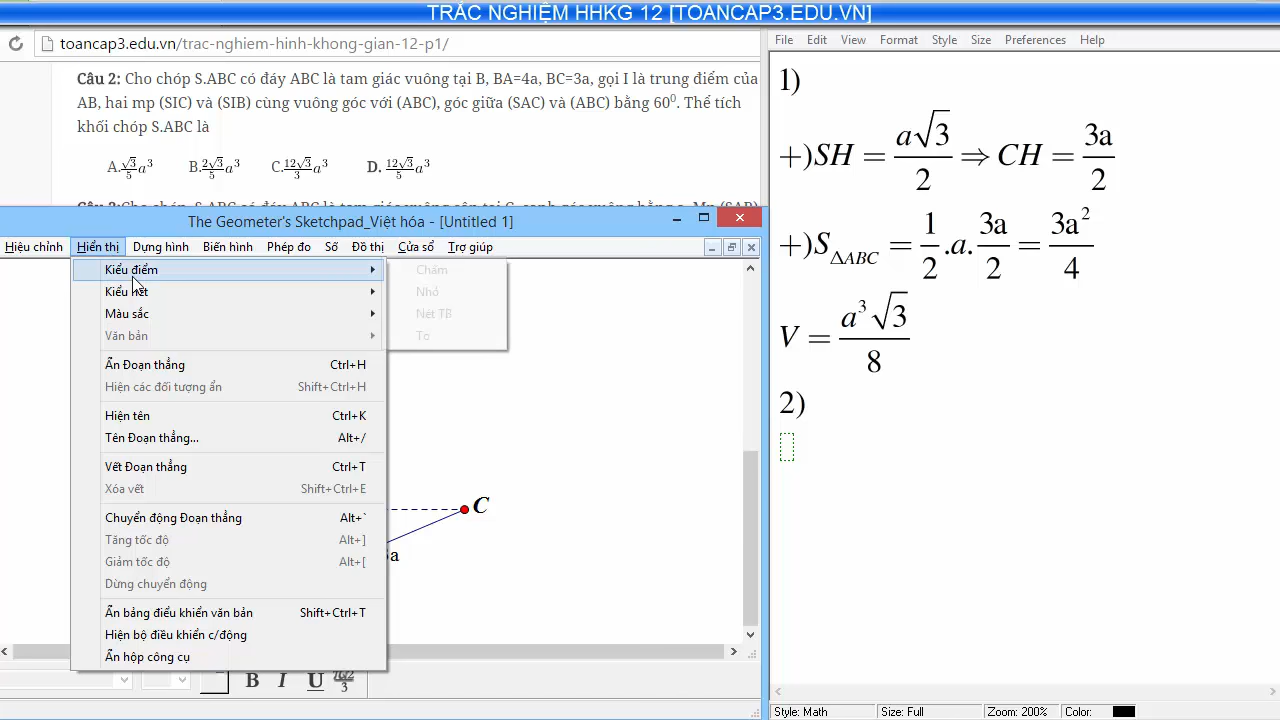 TRẮC NGHIỆM HHKG 12 [TOANCAP3.EDU.VN]
toancap3.edu.vn/trac-nghiem-hinh-khong-gian-12-p1/
Câu 2: Cho chóp S.ABC có đáy ABC là tam giác vuông tại B, BA=4a, BC=3a, gọi I là trung điểm của
AB, hai mp (SIC) và (SIB) cùng vuông góc với (ABC), góc giữa (SAC) và (ABC) bằng 60⁰. Thể tích
khối chóp S.ABC là
A. √3/5 a³ B. 2√3/5 a³ C. 12√3/3 a³ D. 12√3/5 a³
The Geometer's Sketchpad_Việt hóa - [Untitled 1]
Hiệu chỉnh Hiển thị Dựng hình Biến hình Phép đo Số Đồ thị Cửa sổ Trợ giúp
Kiểu điểm
Kiểu nét
Màu sắc
Văn bản
Ẩn Đoạn thẳng Ctrl+H
Hiện các đối tượng ẩn Shift+Ctrl+H
Hiện tên Ctrl+K
Tên Đoạn thẳng... Alt+/
Vết Đoạn thẳng Ctrl+T
Xóa vết Shift+Ctrl+E
Chuyển động Đoạn thẳng Alt+`
Tăng tốc độ Alt+]
Giảm tốc độ Alt+[
Dừng chuyển động
Ẩn bảng điều khiển văn bản Shift+Ctrl+T
Hiện bộ điều khiển c/động
Ẩn hộp công cụ
Chấm
Nhỏ
Nét TB
To
C
3a
B I U
File Edit View Format Style Size Preferences Help
1)
+)SH = a√3/2 ⇒ CH = 3a/2
+)S_ΔABC = 1/2 .a. 3a/2 = 3a²/4
V = a³√3/8
2)
Style: Math Size: Full Zoom: 200% Color: